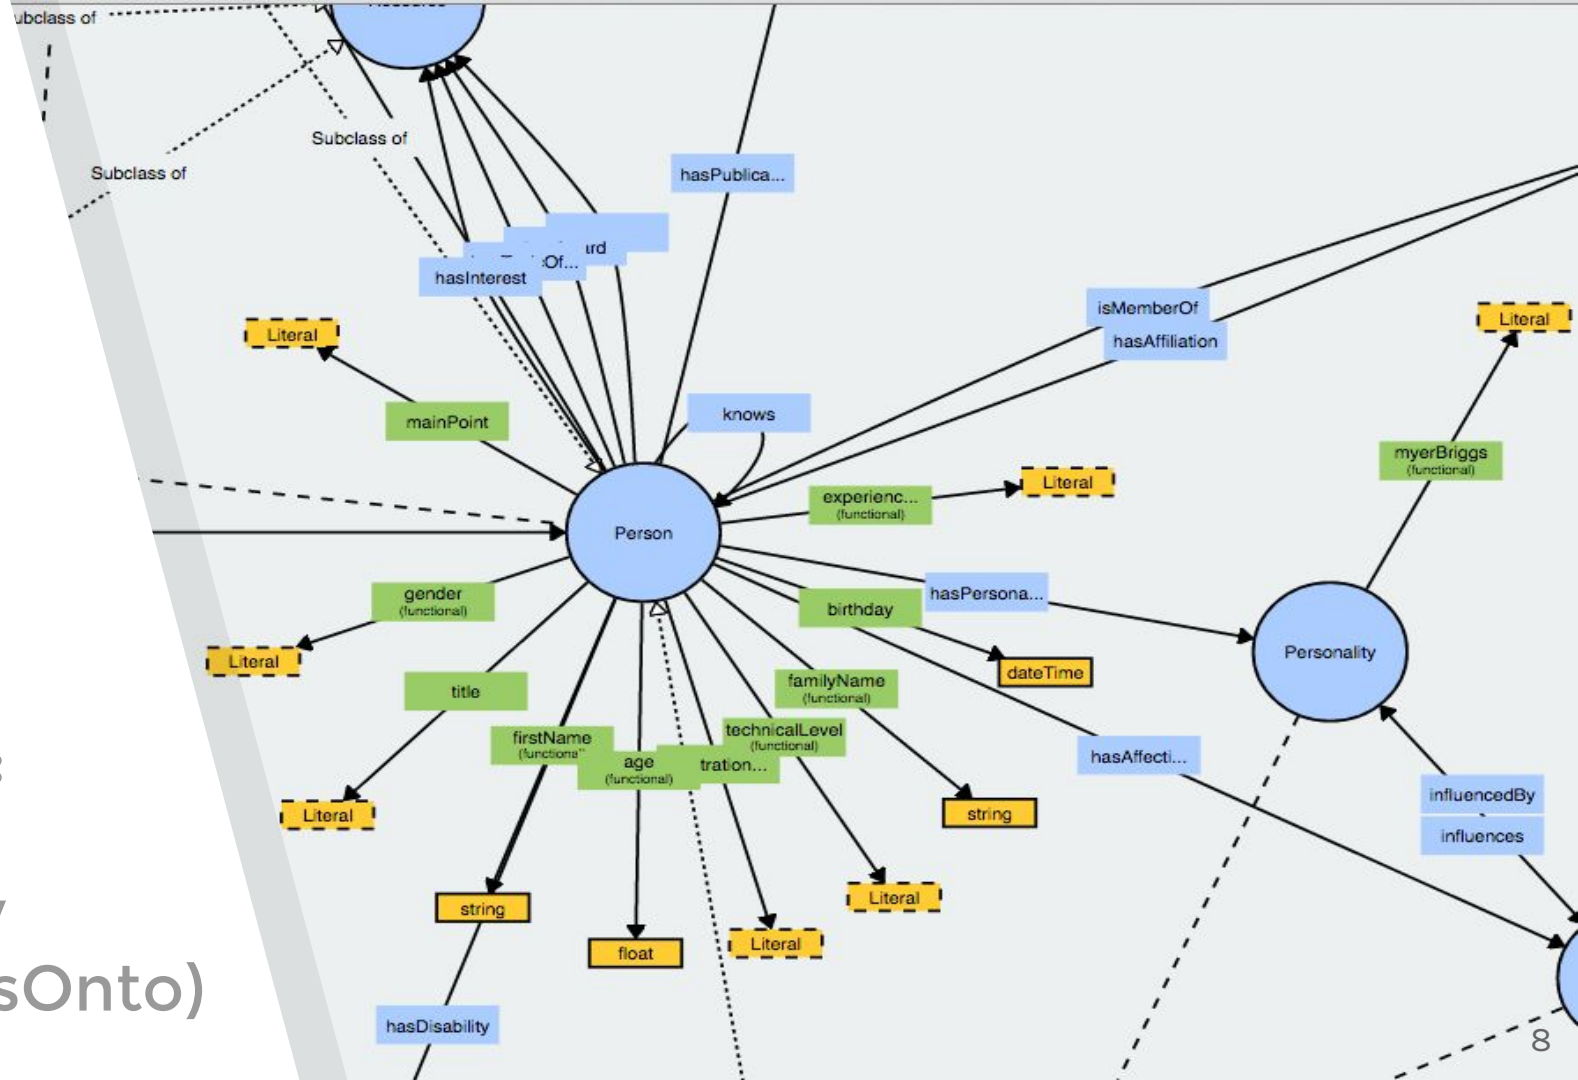 ubclass of
Subclass of
Subclass of
hasPublica...
ard
Of...
hasInterest
isMemberOf
hasAffiliation
Literal
Literal
mainPoint
knows
myerBriggs
(functional)
experienc...
(functional)
Literal
Person
gender
(functional)
birthday
hasPersona...
Literal
Personality
dateTime
title
familyName
(functional)
firstName
technicalLevel
(functional)
age
(functional)
tration...
hasAffecti...
influencedBy
influences
Literal
string
string
Literal
float
Literal
sOnto)
hasDisability
8